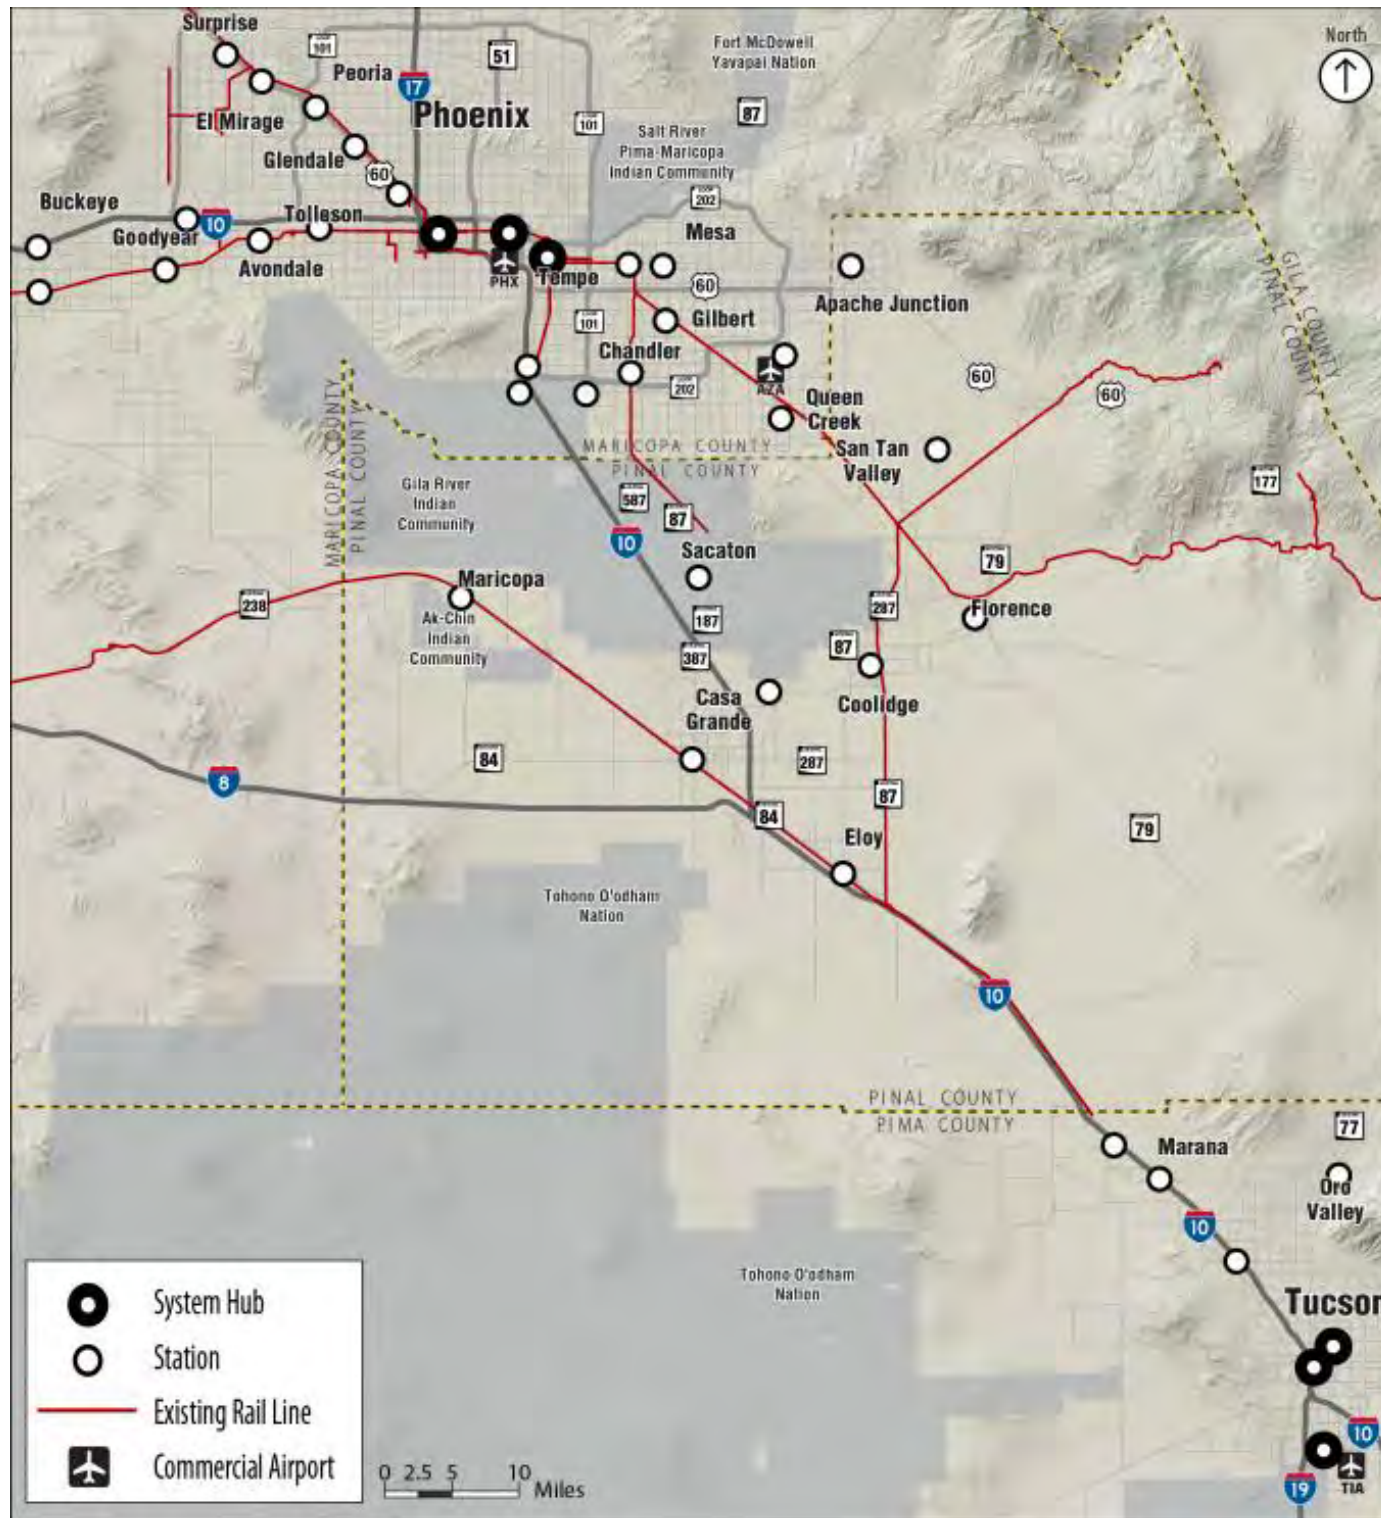 Surprise
101
51
Fort McDowell
Yavapai Nation
North
Peoria
17
Phoenix
87
El Mirage
101
Salt River
Pima-Maricopa
Indian Community
Glendale
60
Buckeye
LOOP
202
10
Tolleson
Goodyear
Mesa
Avondale
PHX
Tempe
60
Apache Junction
GILA COUNTY
PINAL COUNTY
101
Gilbert
Chandler
202
AZA
60
60
Queen
Creek
MARICOPA COUNTY
PINAL COUNTY
MARICOPA COUNTY
PINAL COUNTY
San Tan
Valley
177
Gila River
Indian
Community
587
87
10
Sacaton
79
Maricopa
238
287
Florence
Ak-Chin
Indian
Community
187
87
387
Casa
Grande
Coolidge
84
287
8
87
84
79
Eloy
Tohono O'odham
Nation
10
PINAL COUNTY
PIMA COUNTY
77
Marana
Oro
Valley
10
Tohono O'odham
Nation
Tucson
System Hub
Station
Existing Rail Line
Commercial Airport
0 2.5 5 10
Miles
10
TIA
19